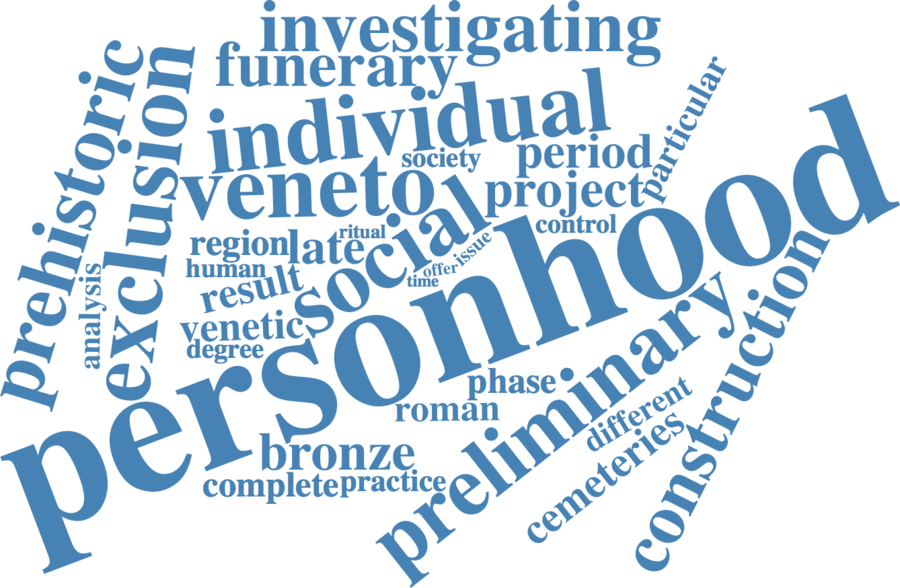 investigating
funerary
prehistoric
exclusion
individual
particular
society
period
veneto
project
personhood
social
control
ritual
region
late
issue
human
offer
time
result
analysis
venetic
degree
construction
preliminary
phase
roman
different
bronze
cemeteries
complete
practice